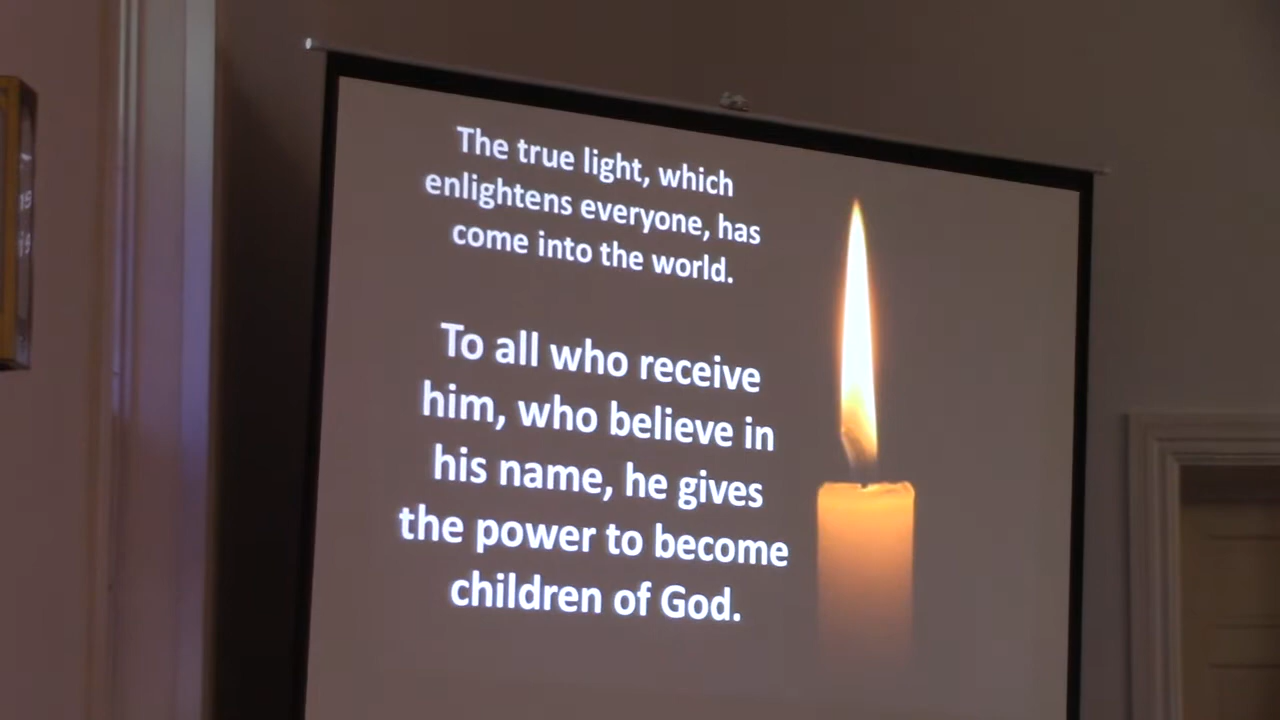 The true light, which
enlightens everyone, has
come into the world.
To all who receive
him, who believe in
his name, he gives
the power to become
children of God.